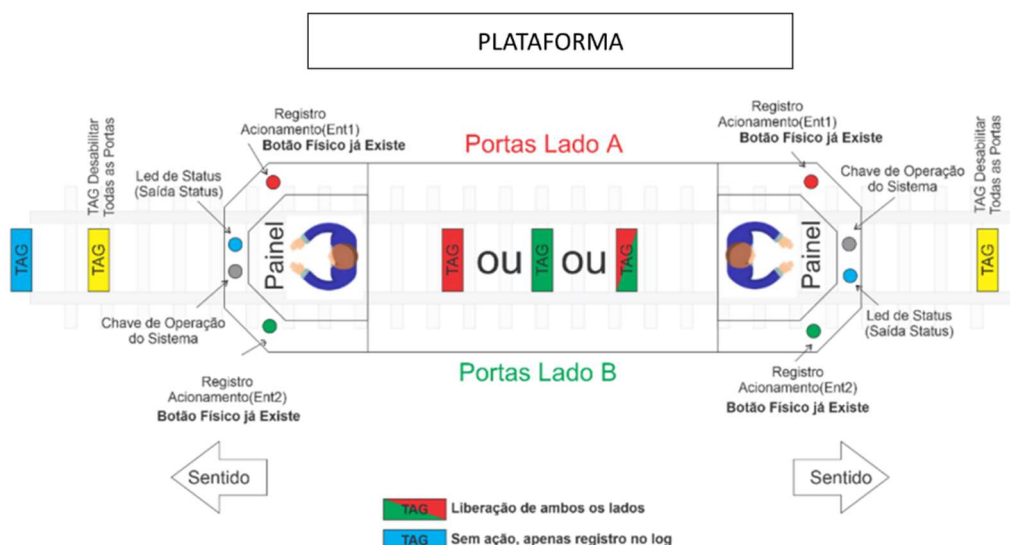 PLATAFORMA
Registro
Acionamento(Ent1)
Botão Físico já Existe
Registro
Acionamento(Ent1)
Botão Físico já Existe
TAG Desabilitar
Todas as Portas
Led de Status
(Saída Status)
Portas Lado A
Chave de Operação
do Sistema
TAG Desabilitar
Todas as Portas
TAG
TAG
Painel
TAG
ou
TAG
ou
TAG
Painel
TAG
Chave de Operação
do Sistema
Led de Status
(Saída Status)
Portas Lado B
Registro
Acionamento(Ent2)
Botão Físico já Existe
Registro
Acionamento(Ent2)
Botão Físico já Existe
Sentido
Sentido
TAG Liberação de ambos os lados
TAG Sem ação, apenas registro no log